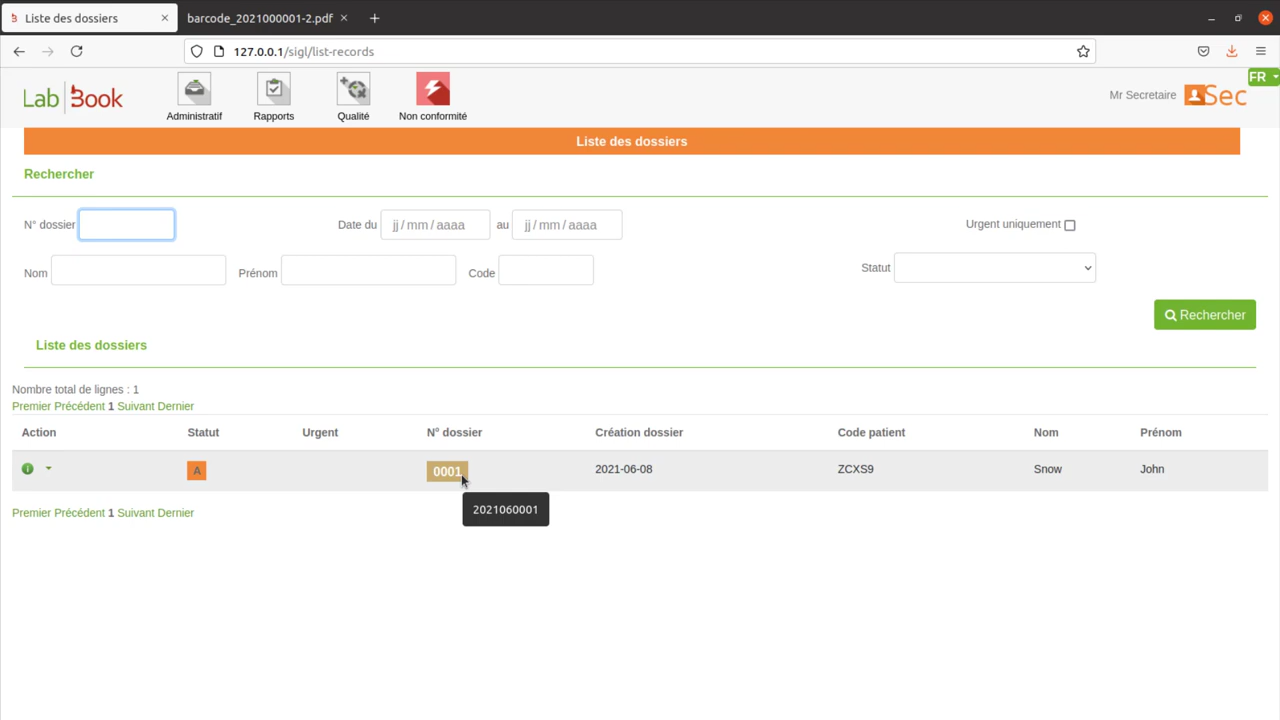 Liste des dossiers
barcode_2021000001-2.pdf
127.0.0.1/sigl/list-records
Lab Book
Administratif
Rapports
Qualité
Non conformité
Mr Secretaire
Sec
FR
Liste des dossiers
Rechercher
N° dossier
Date du jj / mm / aaaa au jj / mm / aaaa
Urgent uniquement
Nom
Prénom
Code
Statut
Rechercher
Liste des dossiers
Nombre total de lignes : 1
Premier Précédent 1 Suivant Dernier
Action Statut Urgent N° dossier Création dossier Code patient Nom Prénom
A 0001 2021-06-08 ZCXS9 Snow John
2021060001
Premier Précédent 1 Suivant Dernier